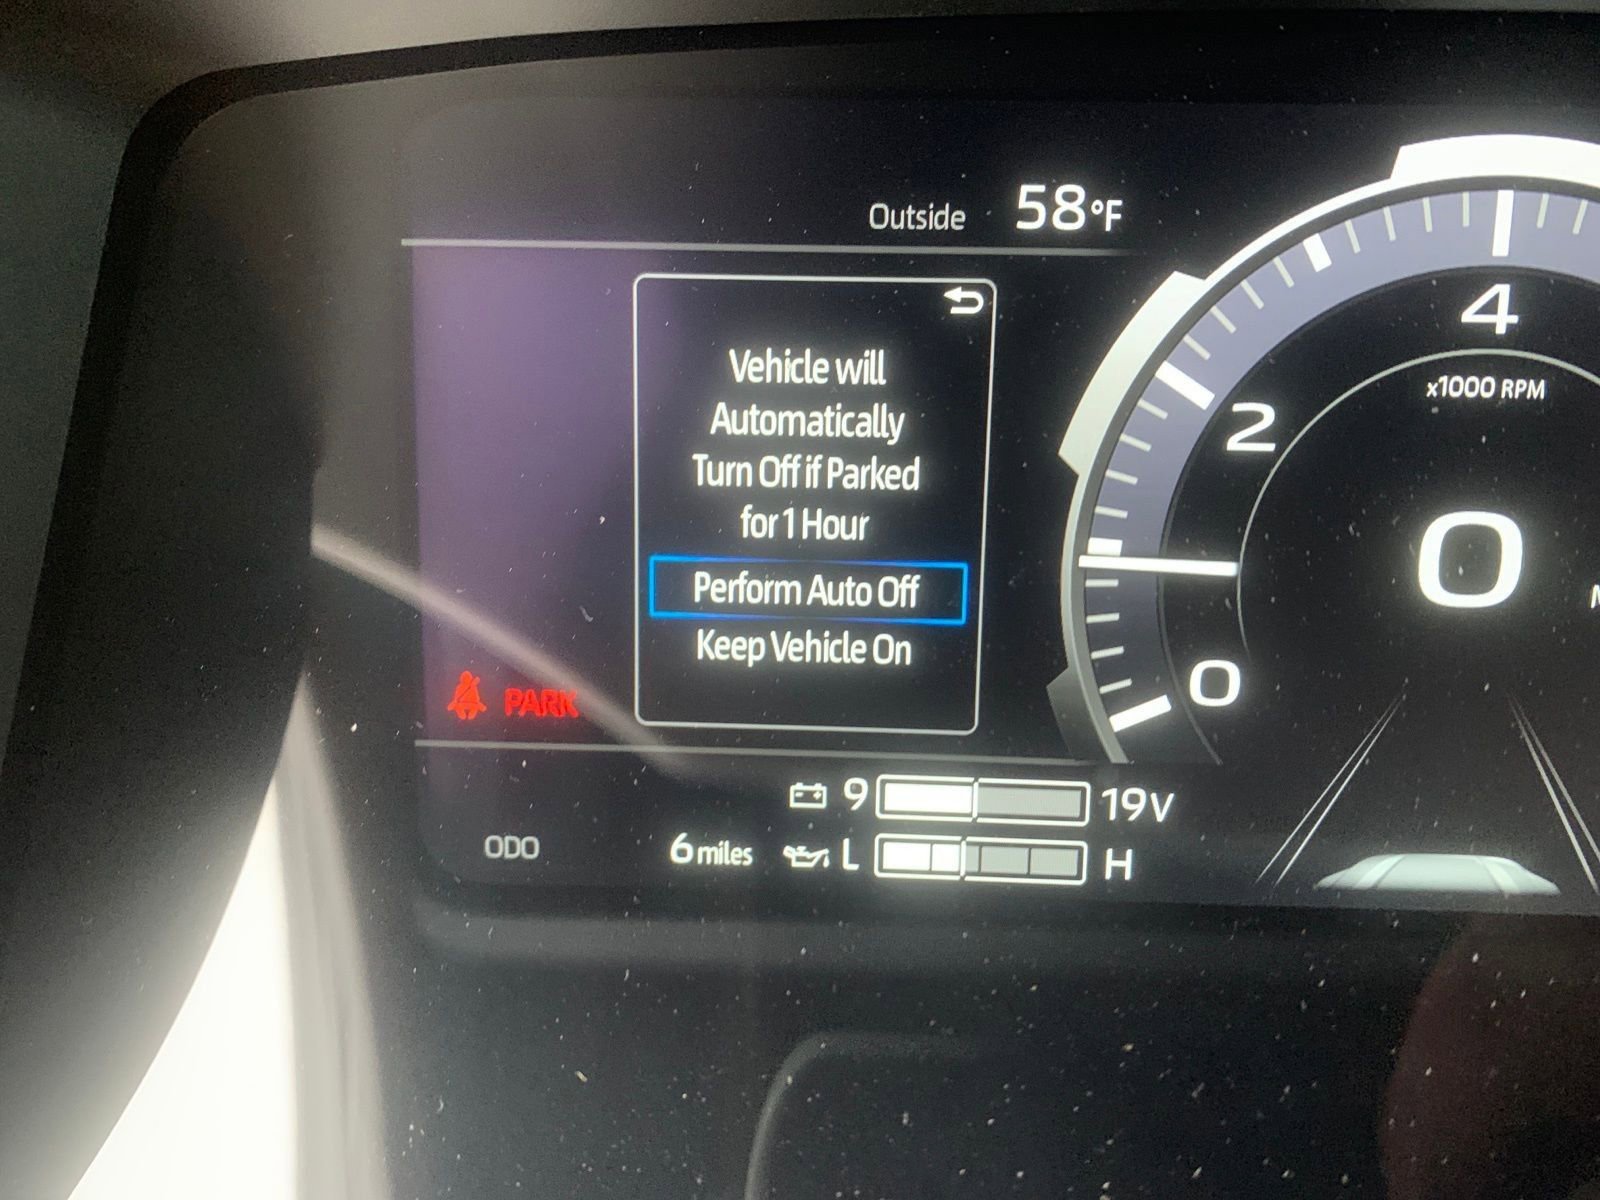 Outside 58°F
Vehicle will
Automatically
Turn Off if Parked
for 1 Hour
Perform Auto Off
Keep Vehicle On
PARK
4
x1000 RPM
2
0
0
9 19V
ODO 6 miles L H